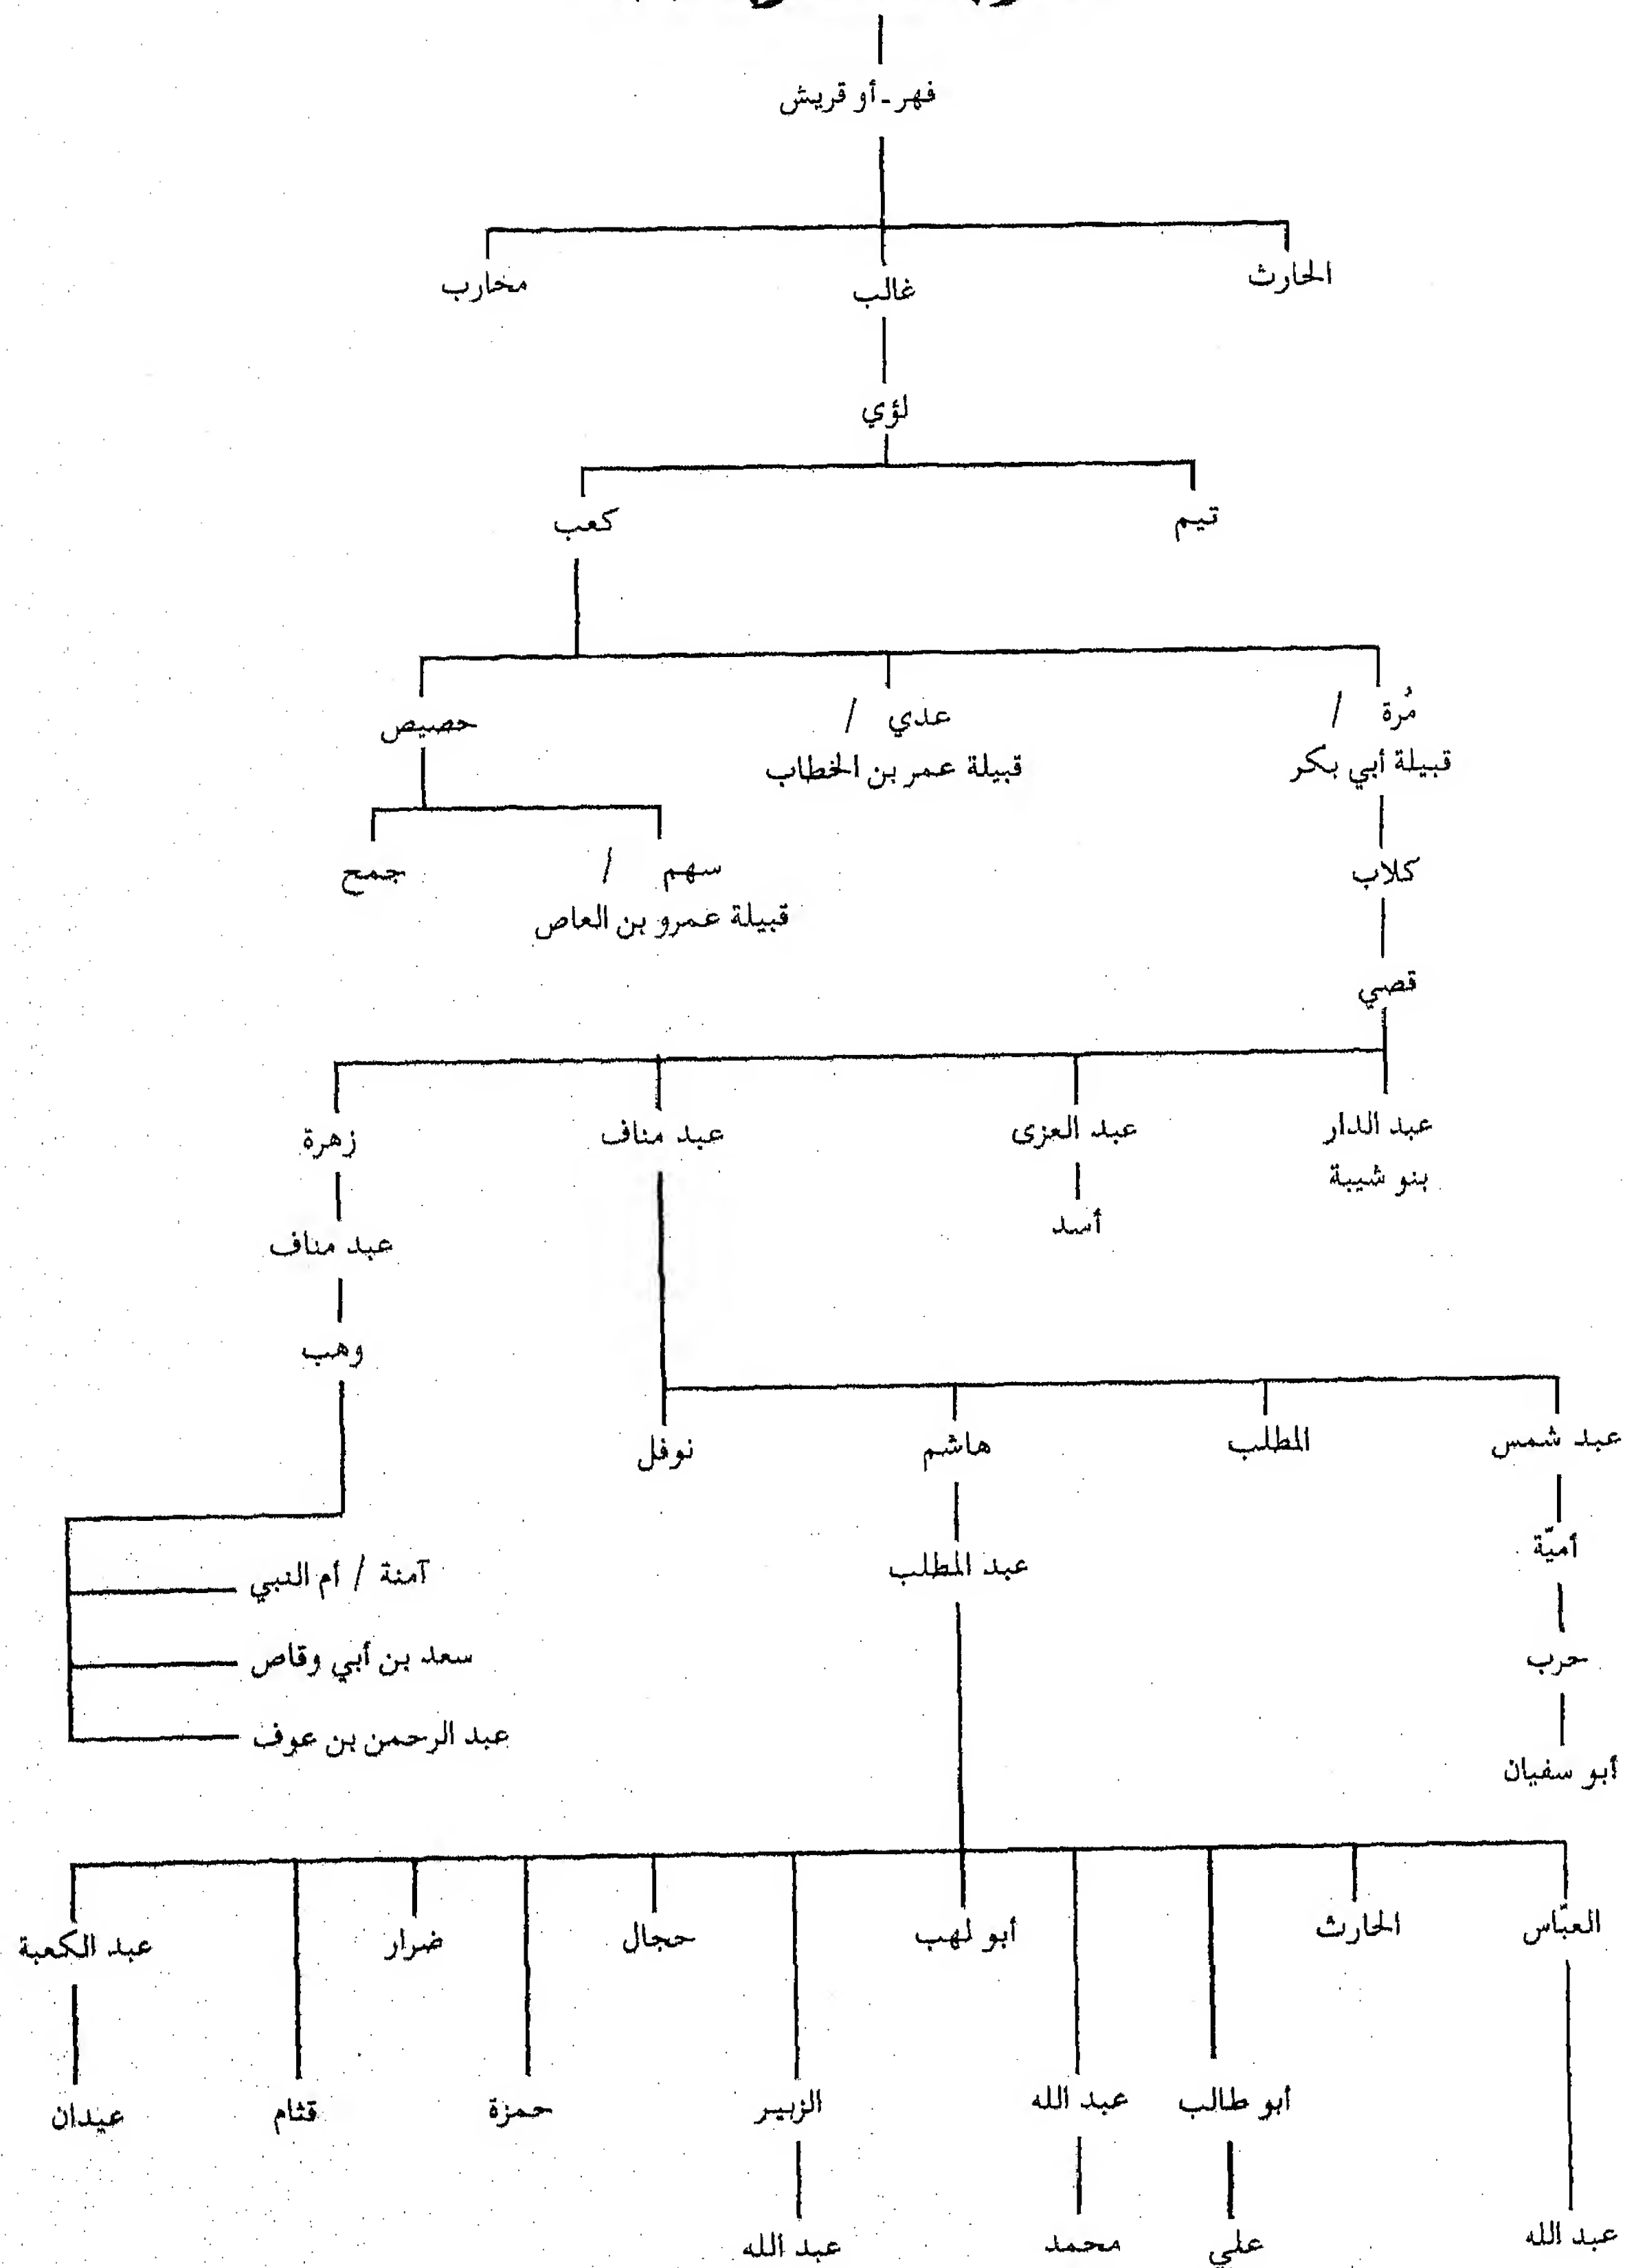 فهر - أو قريش
الحارث
غالب
مخارب
لؤي
تيم
كعب
مُرة /
قبيلة أبي بكر
عدي /
قبيلة عمر بن الخطاب
حصيص
كلاب
سهم /
قبيلة عمرو بن العاص
جمح
قصي
عبد الدار
بنو شيبة
عبد العزى
أسد
عبد مناف
زهرة
عبد مناف
وهب
عبد شمس
المطلب
هاشم
نوفل
أميّة
عبد المطلب
آمنة / أم النبي
حرب
سعد بن أبي وقاص
أبو سفيان
عبد الرحمن بن عوف
العبّاس
الحارث
أبو لهب
حجال
ضرار
عبد الكعبة
أبو طالب
عبد الله
الزبير
حمزة
قثام
عيدان
عبد الله
علي
محمد
عبد الله